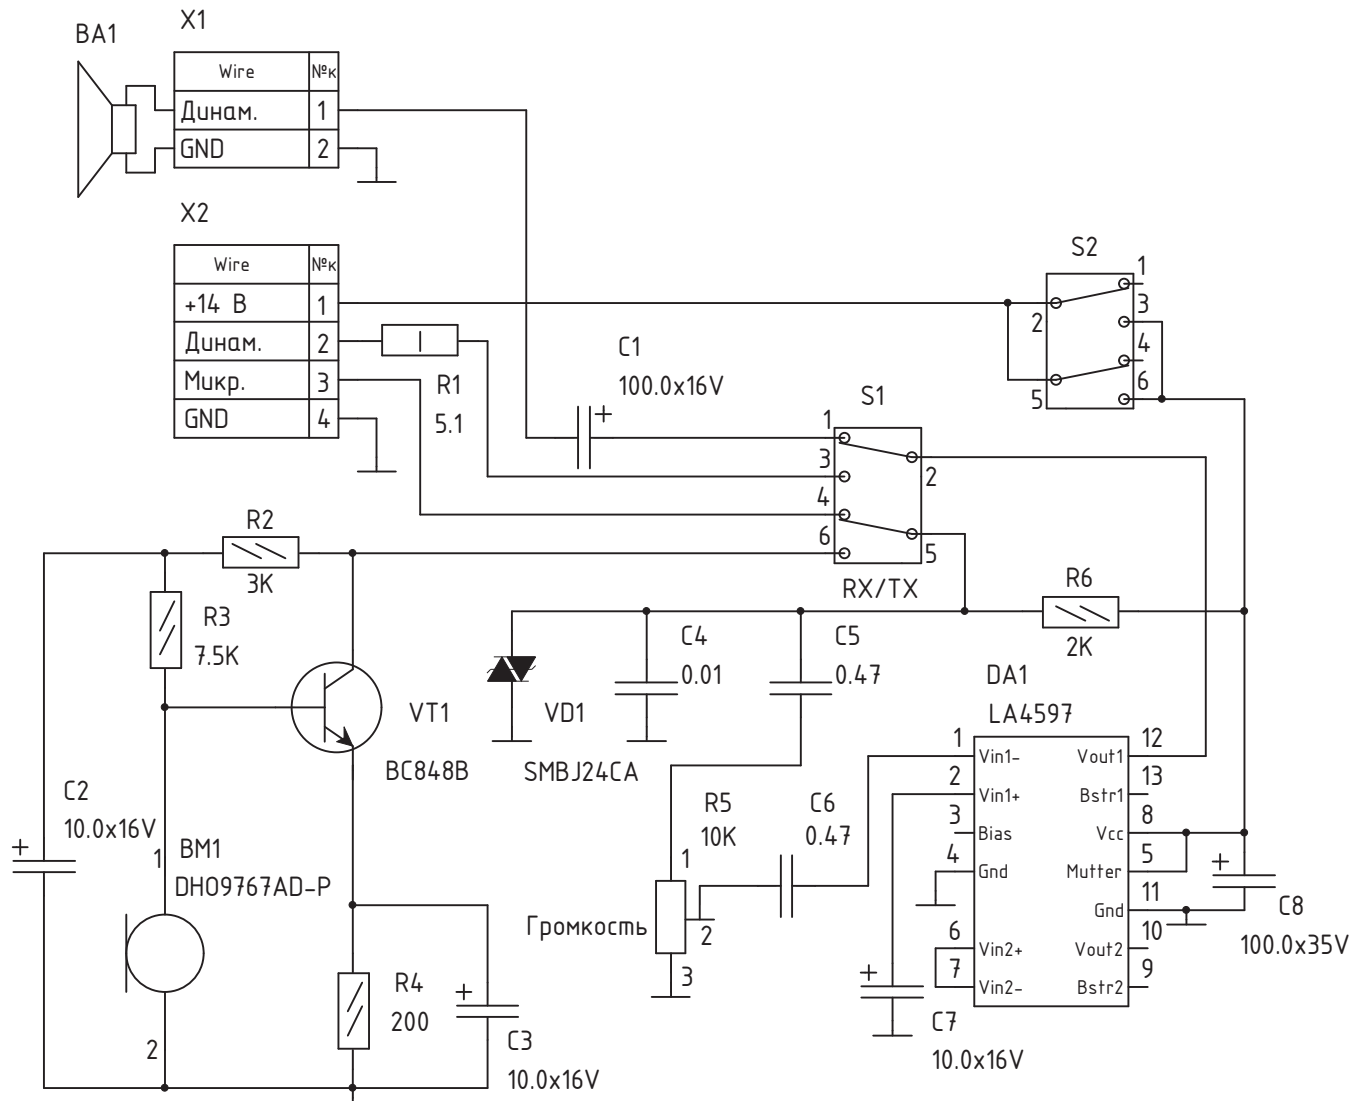 BA1
X1
Wire №к
Динам. 1
GND 2
X2
Wire №к
+14 В 1
Динам. 2
Микр. 3
GND 4
R1
5.1
C1
100.0x16V
S2
1
2
3
4
5
6
S1
1
2
3
4
5
6
RX/TX
R2
3K
R3
7.5K
VT1
BC848B
C2
10.0x16V
1
BM1
DHO9767AD-P
2
R4
200
C3
10.0x16V
VD1
SMBJ24CA
C4
0.01
C5
0.47
R6
2K
R5
10K
1
Громкость
2
3
C6
0.47
DA1
LA4597
1 Vin1- Vout1 12
2 Vin1+ Bstr1 13
3 Bias Vcc 8
4 Gnd Mutter 5
Gnd 11
6 Vin2+ Vout2 10
7 Vin2- Bstr2 9
C7
10.0x16V
C8
100.0x35V
+
+
+
+
+